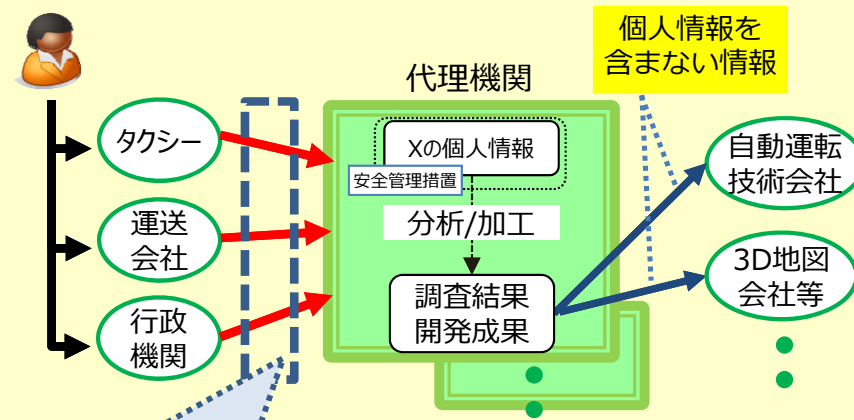 個人情報を
含まない情報
代理機関
タクシー
Xの個人情報
安全管理措置
自動運転
技術会社
運送
会社
分析/加工
3D地図
会社等
行政
機関
調査結果
開発成果